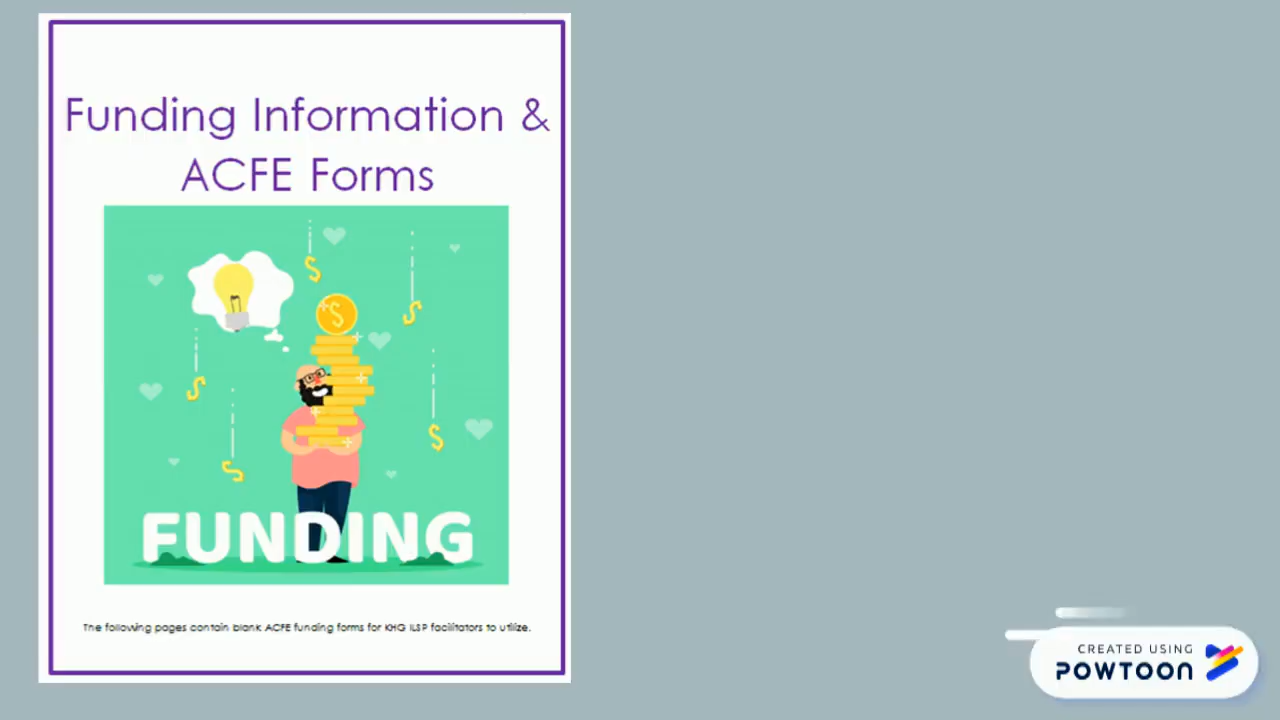 Funding Information &
ACFE Forms
FUNDING
The following pages contain blank ACFE funding forms for KHG ILSP facilitators to utilize.
CREATED USING
POWTOON